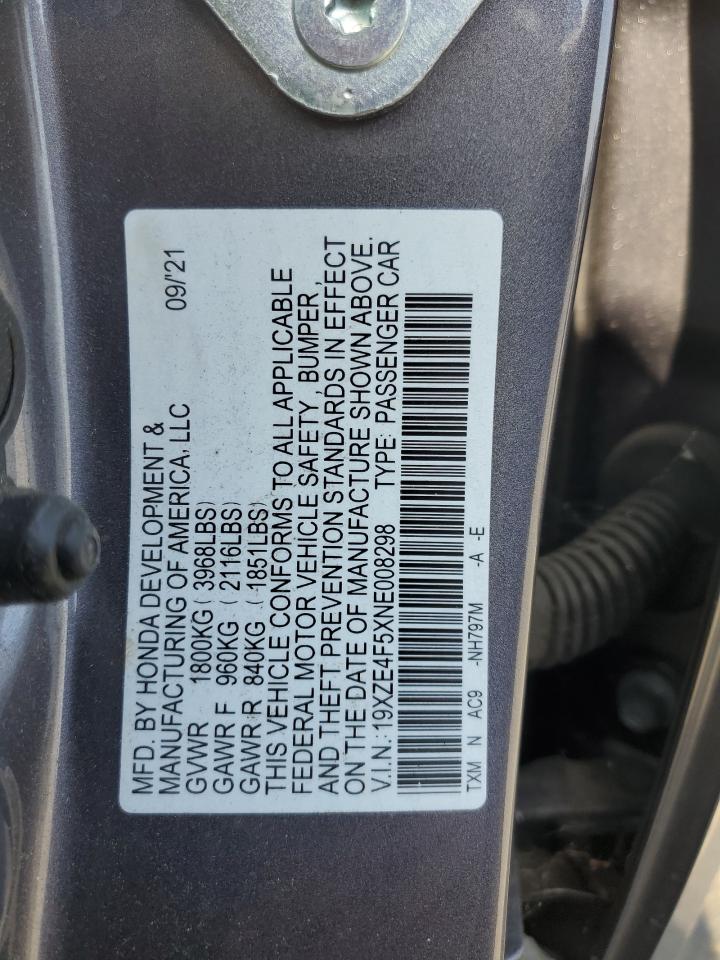 MFD. BY HONDA DEVELOPMENT & 09/'21
MANUFACTURING OF AMERICA, LLC
GVWR 1800KG ( 3968LBS)
GAWR F 960KG ( 2116LBS)
GAWR R 840KG ( 1851LBS)
THIS VEHICLE CONFORMS TO ALL APPLICABLE
FEDERAL MOTOR VEHICLE SAFETY, BUMPER,
AND THEFT PREVENTION STANDARDS IN EFFECT
ON THE DATE OF MANUFACTURE SHOWN ABOVE.
V.I.N.:19XZE4F5XNE008298 TYPE: PASSENGER CAR
TXM N AC9 -NH797M -A -E